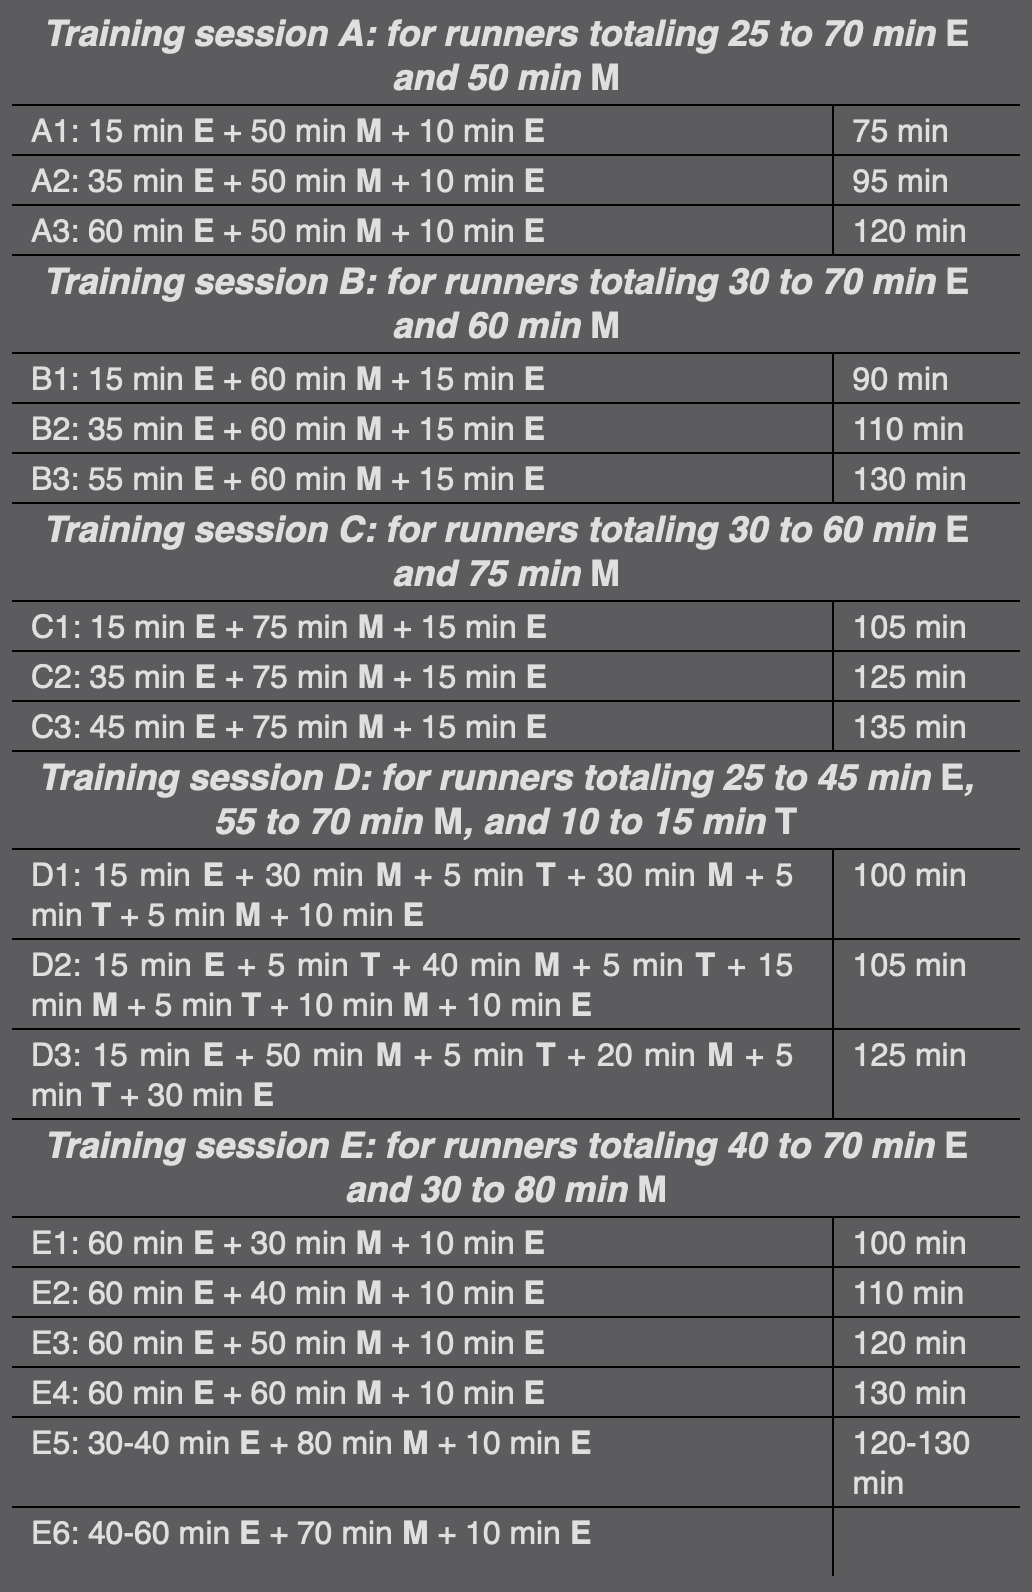 Training session A: for runners totaling 25 to 70 min E
and 50 min M
A1: 15 min E + 50 min M + 10 min E 75 min
A2: 35 min E + 50 min M + 10 min E 95 min
A3: 60 min E + 50 min M + 10 min E 120 min
Training session B: for runners totaling 30 to 70 min E
and 60 min M
B1: 15 min E + 60 min M + 15 min E 90 min
B2: 35 min E + 60 min M + 15 min E 110 min
B3: 55 min E + 60 min M + 15 min E 130 min
Training session C: for runners totaling 30 to 60 min E
and 75 min M
C1: 15 min E + 75 min M + 15 min E 105 min
C2: 35 min E + 75 min M + 15 min E 125 min
C3: 45 min E + 75 min M + 15 min E 135 min
Training session D: for runners totaling 25 to 45 min E,
55 to 70 min M, and 10 to 15 min T
D1: 15 min E + 30 min M + 5 min T + 30 min M + 5 100 min
min T + 5 min M + 10 min E
D2: 15 min E + 5 min T + 40 min M + 5 min T + 15 105 min
min M + 5 min T + 10 min M + 10 min E
D3: 15 min E + 50 min M + 5 min T + 20 min M + 5 125 min
min T + 30 min E
Training session E: for runners totaling 40 to 70 min E
and 30 to 80 min M
E1: 60 min E + 30 min M + 10 min E 100 min
E2: 60 min E + 40 min M + 10 min E 110 min
E3: 60 min E + 50 min M + 10 min E 120 min
E4: 60 min E + 60 min M + 10 min E 130 min
E5: 30-40 min E + 80 min M + 10 min E 120-130
min
E6: 40-60 min E + 70 min M + 10 min E